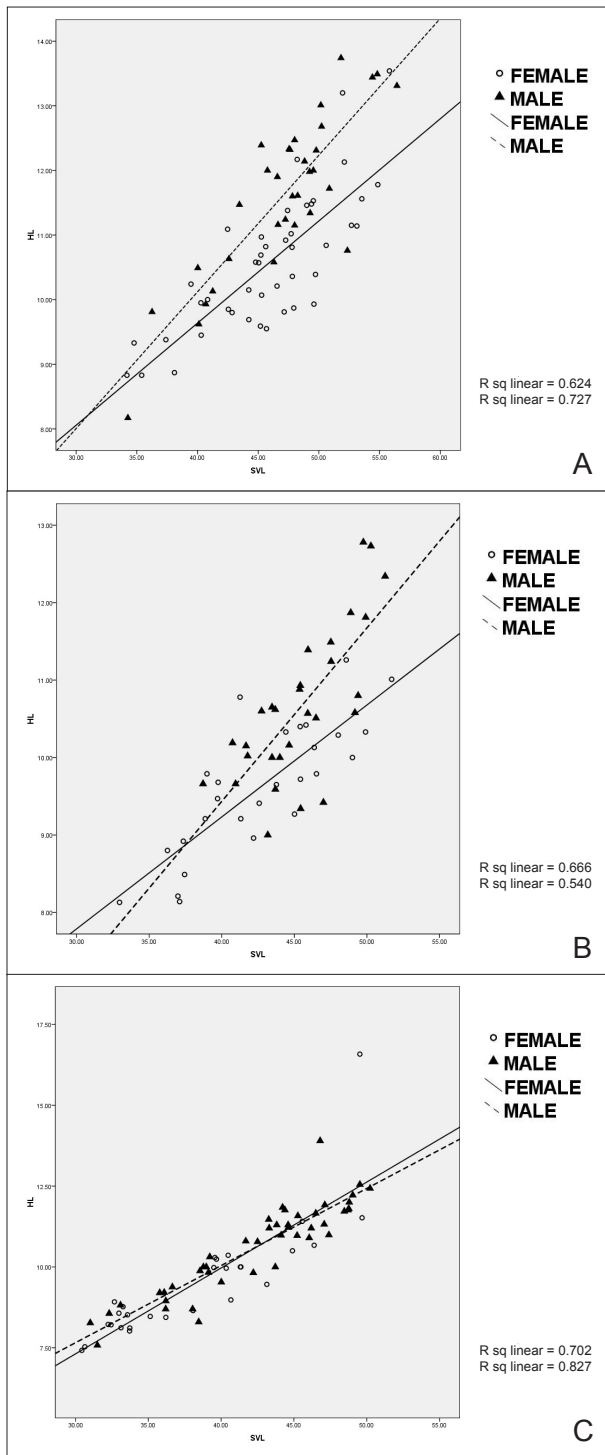 14.00
13.00
12.00
11.00
10.00
9.00
8.00
HL
30.00 35.00 40.00 45.00 50.00 55.00 60.00
SVL
FEMALE
MALE
FEMALE
MALE
R sq linear = 0.624
R sq linear = 0.727
A
13.00
12.00
11.00
10.00
9.00
8.00
HL
30.00 35.00 40.00 45.00 50.00 55.00
SVL
FEMALE
MALE
FEMALE
MALE
R sq linear = 0.666
R sq linear = 0.540
B
17.50
15.00
12.50
10.00
7.50
HL
30.00 35.00 40.00 45.00 50.00 55.00
SVL
FEMALE
MALE
FEMALE
MALE
R sq linear = 0.702
R sq linear = 0.827
C